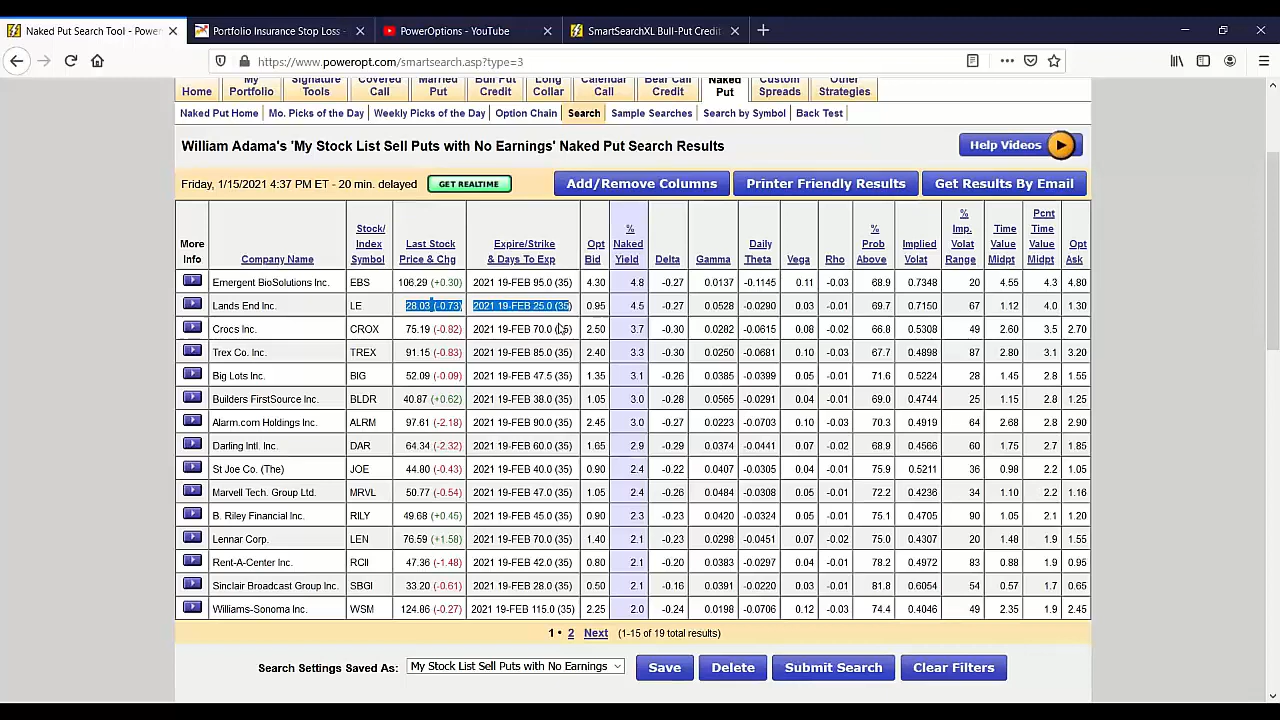 Naked Put Search Tool - Power
Portfolio Insurance Stop Loss -
PowerOptions - YouTube
SmartSearchXL Bull-Put Credit
https://www.poweropt.com/smartsearch.asp?type=3
Home My Portfolio Signature Tools Covered Call Married Put Bull Put Credit Long Collar Calendar Call Bear Call Credit Naked Put Custom Spreads Other Strategies
Naked Put Home Mo. Picks of the Day Weekly Picks of the Day Option Chain Search Sample Searches Search by Symbol Back Test
William Adama's 'My Stock List Sell Puts with No Earnings' Naked Put Search Results
Help Videos
Friday, 1/15/2021 4:37 PM ET - 20 min. delayed GET REALTIME Add/Remove Columns Printer Friendly Results Get Results By Email
More Info Company Name Stock/ Index Symbol Last Stock Price & Chg Expire/Strike & Days To Exp Opt Bid % Naked Yield Delta Gamma Daily Theta Vega Rho % Prob Above Implied Volat % Imp. Volat Range Time Value Midpt Pcnt Time Value Midpt Opt Ask
Emergent BioSolutions Inc. EBS 106.29 (+0.30) 2021 19-FEB 95.0 (35) 4.30 4.8 -0.27 0.0137 -0.1145 0.11 -0.03 68.9 0.7348 20 4.55 4.3 4.80
Lands End Inc. LE 28.03 (-0.73) 2021 19-FEB 25.0 (35) 0.95 4.5 -0.27 0.0528 -0.0290 0.03 -0.01 69.7 0.7150 67 1.12 4.0 1.30
Crocs Inc. CROX 75.19 (-0.82) 2021 19-FEB 70.0 (35) 2.50 3.7 -0.30 0.0282 -0.0615 0.08 -0.02 66.9 0.5308 49 2.60 3.5 2.70
Trex Co. Inc. TREX 91.15 (-0.83) 2021 19-FEB 85.0 (35) 2.40 3.3 -0.30 0.0250 -0.0681 0.10 -0.03 67.7 0.4898 87 2.80 3.1 3.20
Big Lots Inc. BIG 52.09 (-0.09) 2021 19-FEB 47.5 (35) 1.35 3.1 -0.26 0.0385 -0.0399 0.05 -0.01 71.6 0.5224 28 1.45 2.8 1.55
Builders FirstSource Inc. BLDR 40.87 (+0.62) 2021 19-FEB 38.0 (35) 1.05 3.0 -0.28 0.0565 -0.0291 0.04 -0.01 69.0 0.4744 25 1.15 2.8 1.25
Alarm.com Holdings Inc. ALRM 97.61 (-2.18) 2021 19-FEB 90.0 (35) 2.45 3.0 -0.27 0.0223 -0.0703 0.10 -0.03 70.3 0.4919 64 2.68 2.8 2.90
Darling Intl. Inc. DAR 64.34 (-2.32) 2021 19-FEB 60.0 (35) 1.65 2.9 -0.29 0.0374 -0.0441 0.07 -0.02 68.9 0.4566 60 1.75 2.7 1.85
St Joe Co. (The) JOE 44.80 (-0.43) 2021 19-FEB 40.0 (35) 0.90 2.4 -0.22 0.0407 -0.0305 0.04 -0.01 75.9 0.5211 36 0.98 2.2 1.05
Marvell Tech. Group Ltd. MRVL 50.77 (-0.54) 2021 19-FEB 47.0 (35) 1.05 2.4 -0.26 0.0484 -0.0308 0.05 -0.01 72.2 0.4236 34 1.10 2.2 1.16
B. Riley Financial Inc. RILY 49.68 (+0.45) 2021 19-FEB 45.0 (35) 0.90 2.3 -0.23 0.0420 -0.0324 0.05 -0.01 75.4 0.4705 90 1.05 2.1 1.20
Lennar Corp. LEN 76.59 (+1.58) 2021 19-FEB 70.0 (35) 1.40 2.1 -0.23 0.0298 -0.0451 0.07 -0.02 75.0 0.4307 20 1.48 1.9 1.55
Rent-A-Center Inc. RCII 47.36 (-1.48) 2021 19-FEB 42.0 (35) 0.80 2.1 -0.20 0.0383 -0.0297 0.04 -0.01 78.2 0.4972 83 0.88 1.9 0.95
Sinclair Broadcast Group Inc. SBGI 33.20 (-0.61) 2021 19-FEB 28.0 (35) 0.50 2.1 -0.16 0.0391 -0.0220 0.03 -0.01 81.8 0.6054 54 0.57 1.7 0.65
Williams-Sonoma Inc. WSM 124.86 (-0.27) 2021 19-FEB 115.0 (35) 2.25 2.0 -0.24 0.0198 -0.0706 0.12 -0.03 74.4 0.4046 49 2.35 1.9 2.45
1 • 2 Next (1-15 of 19 total results)
Search Settings Saved As: My Stock List Sell Puts with No Earnings Save Delete Submit Search Clear Filters